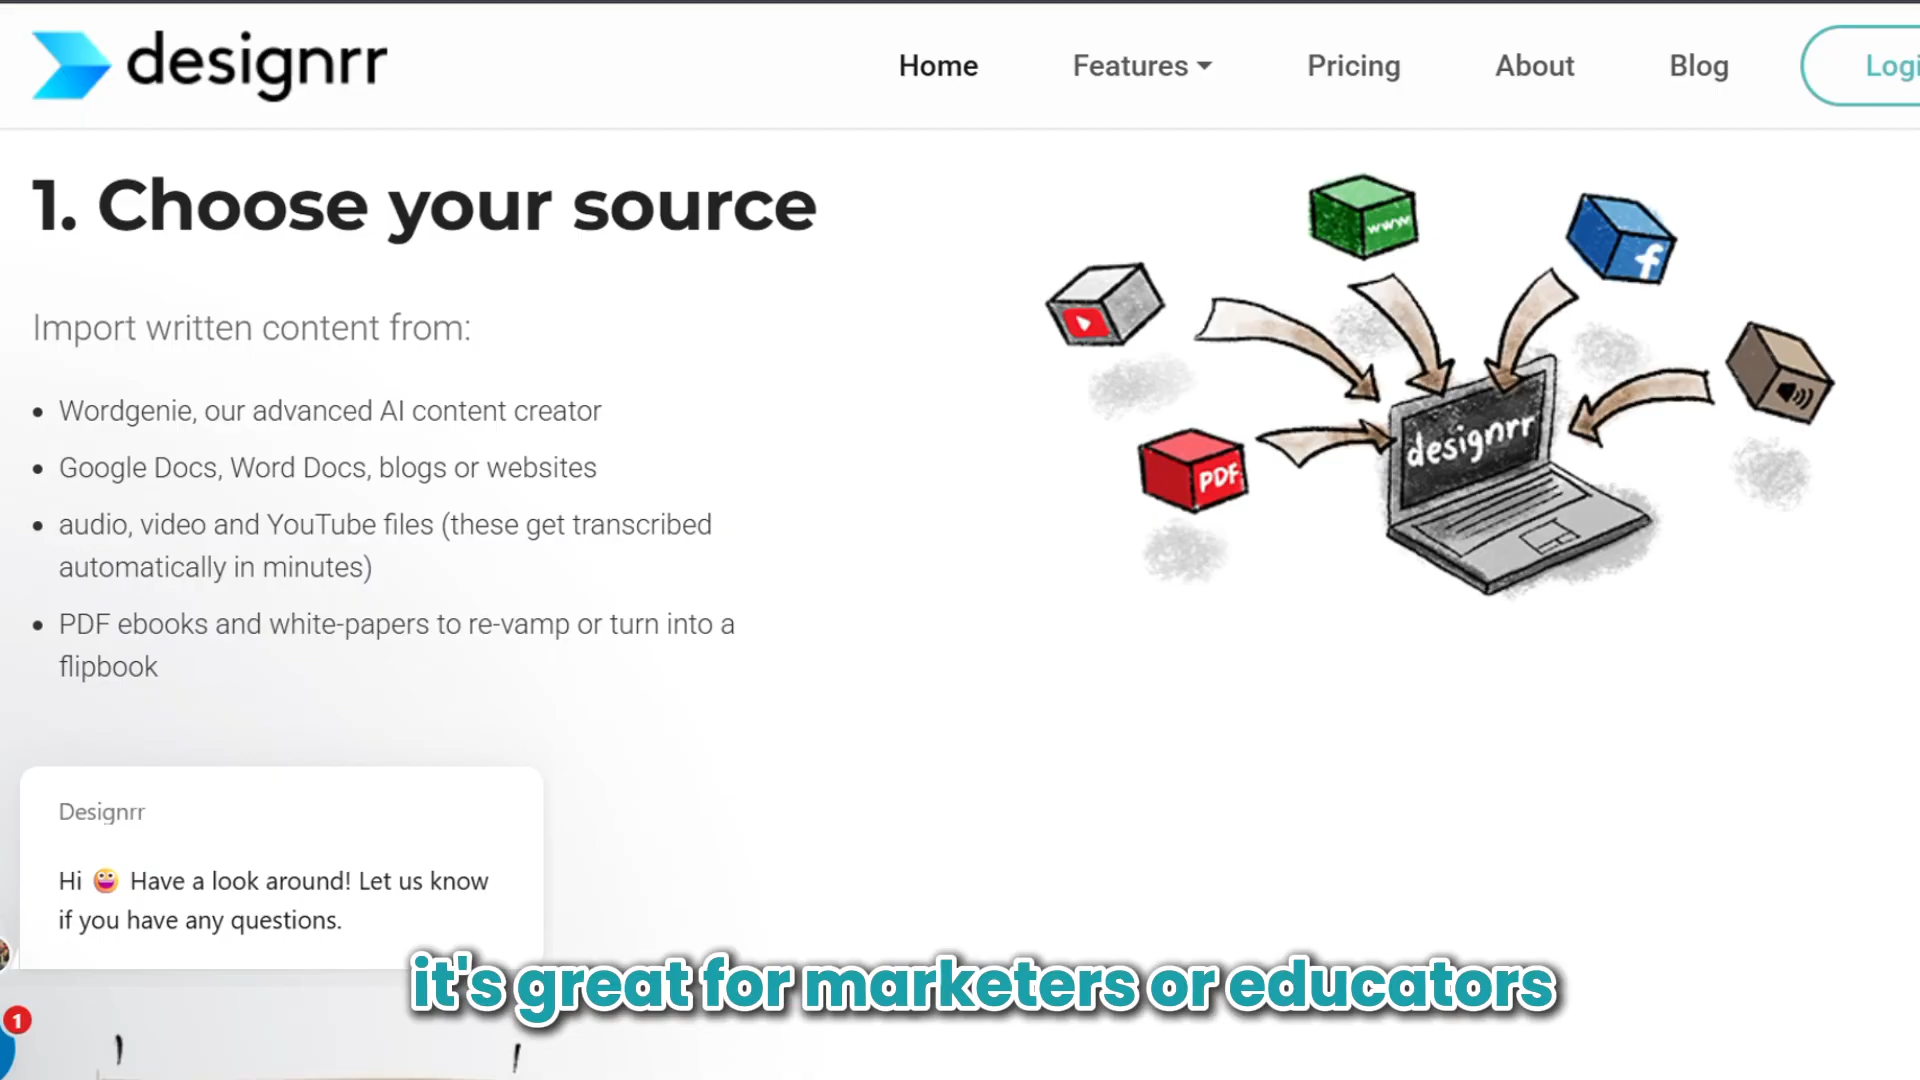 designrr
Home
Features
Pricing
About
Blog
Logi
1. Choose your source
Import written content from:
Wordgenie, our advanced AI content creator
Google Docs, Word Docs, blogs or websites
audio, video and YouTube files (these get transcribed
automatically in minutes)
PDF ebooks and white-papers to re-vamp or turn into a
flipbook
www
PDF
designrr
Designrr
Hi 😀 Have a look around! Let us know
if you have any questions.
it's great for marketers or educators
1